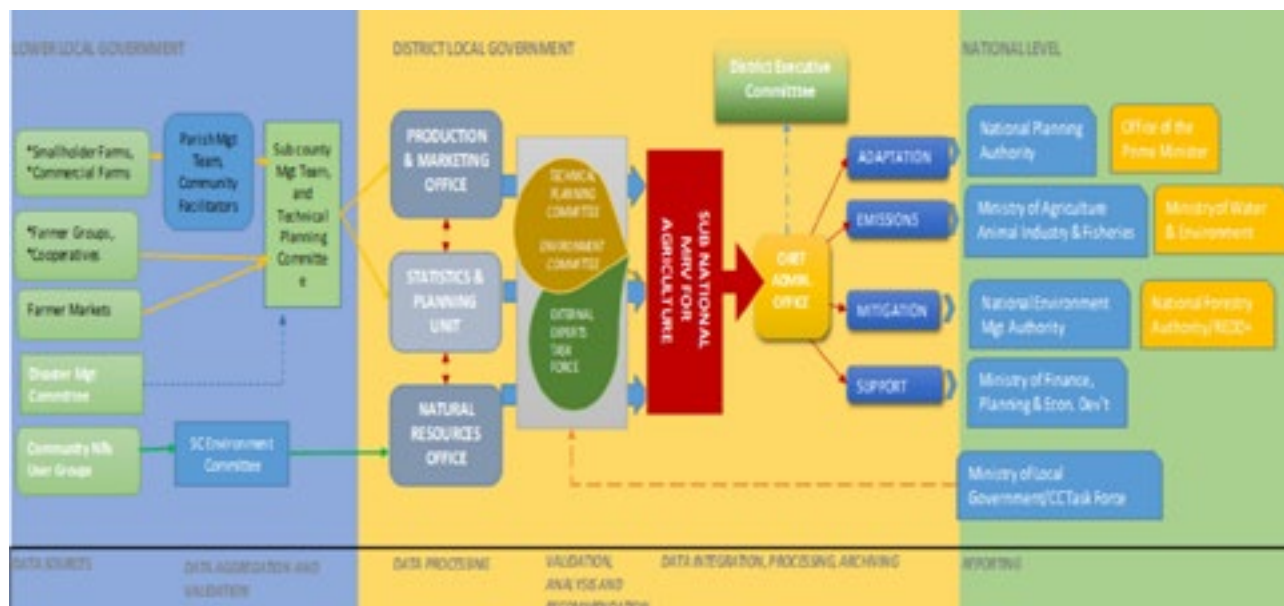 LOWER LOCAL GOVERNMENT
DISTRICT LOCAL GOVERNMENT
NATIONAL LEVEL
District Executive
Committtee
*Smallholder Farms,
*Commercial Farms
Parish Mgt
Team,
Community
Facilitators
Sub county
Mgt Team,
and
Technical
Planning
Committe
e
*Farmer Groups,
*Cooperatives
Farmer Markets
Disaster Mgt
Committee
Community NRs
User Groups
SC Environment
Committee
PRODUCTION
& MARKETING
OFFICE
STATISTICS &
PLANNING
UNIT
NATURAL
RESOURCES
OFFICE
TECHNICAL
PLANNING
COMMITTEE
ENVIRONMENT
COMMITTEE
EXTERNAL
EXPERTS
TASK
FORCE
SUB NATIONAL
MRV FOR
AGRICULTURE
ADMIN.
OFFICE
ADAPTATION
EMISSIONS
MITIGATION
SUPPORT
National Planning
Authority
Office of the
Prime Minister
Ministry of Agriculture
Animal Industry & Fisheries
Ministry of Water
& Environment
National Environment
Mgt Authority
National Forestry
Authority/REDD+
Ministry of Finance,
Planning & Econ. Dev't
Ministry of Local
Government/CC Task Force
DATA SOURCES
DATA AGGREGATION AND
VALIDATION
DATA PROCESSING
VALIDATION,
ANALYSIS AND
DATA INTEGRATION, PROCESSING, ARCHIVING
REPORTING